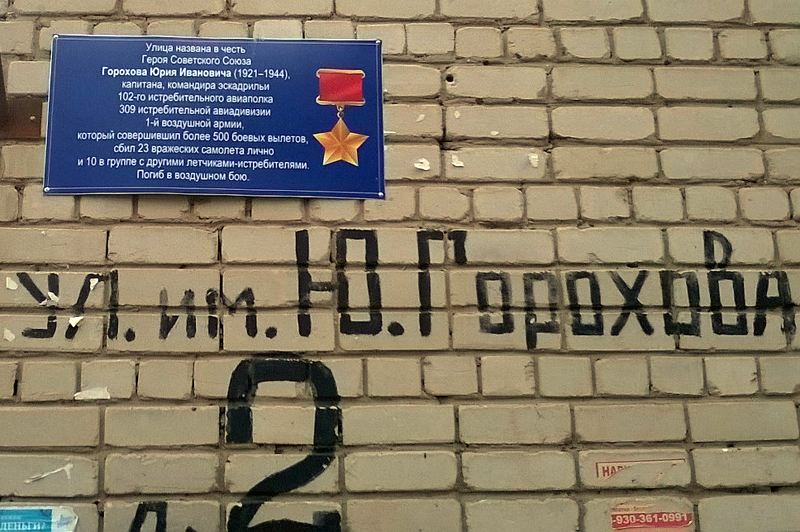 Улица названа в честь
Героя Советского Союза
Горохова Юрия Ивановича (1921–1944),
капитана, командира эскадрильи
102-го истребительного авиаполка
309 истребительной авиадивизии
1-й воздушной армии,
который совершившил более 500 боевых вылетов,
сбил 23 вражеских самолета лично
и 10 в группе с другими летчиками-истребителями.
Погиб в воздушном бою.
ул. им. Ю. Горохова
д. 2
ДЕНЬГИ
-930-361-0991